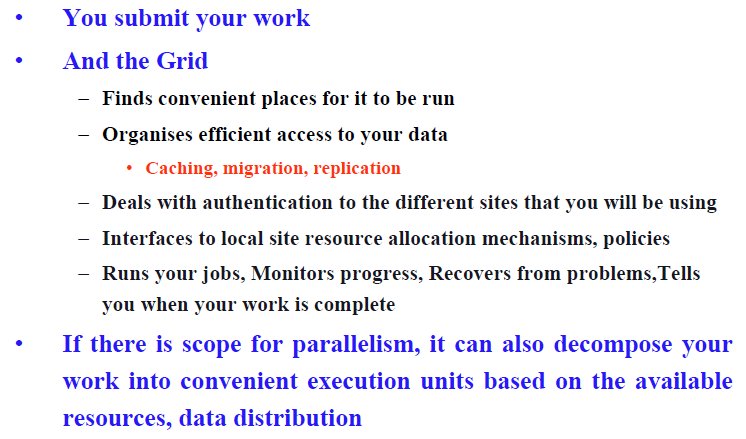 • You submit your work
• And the Grid
– Finds convenient places for it to be run
– Organises efficient access to your data
• Caching, migration, replication
– Deals with authentication to the different sites that you will be using
– Interfaces to local site resource allocation mechanisms, policies
– Runs your jobs, Monitors progress, Recovers from problems,Tells
you when your work is complete
• If there is scope for parallelism, it can also decompose your
work into convenient execution units based on the available
resources, data distribution